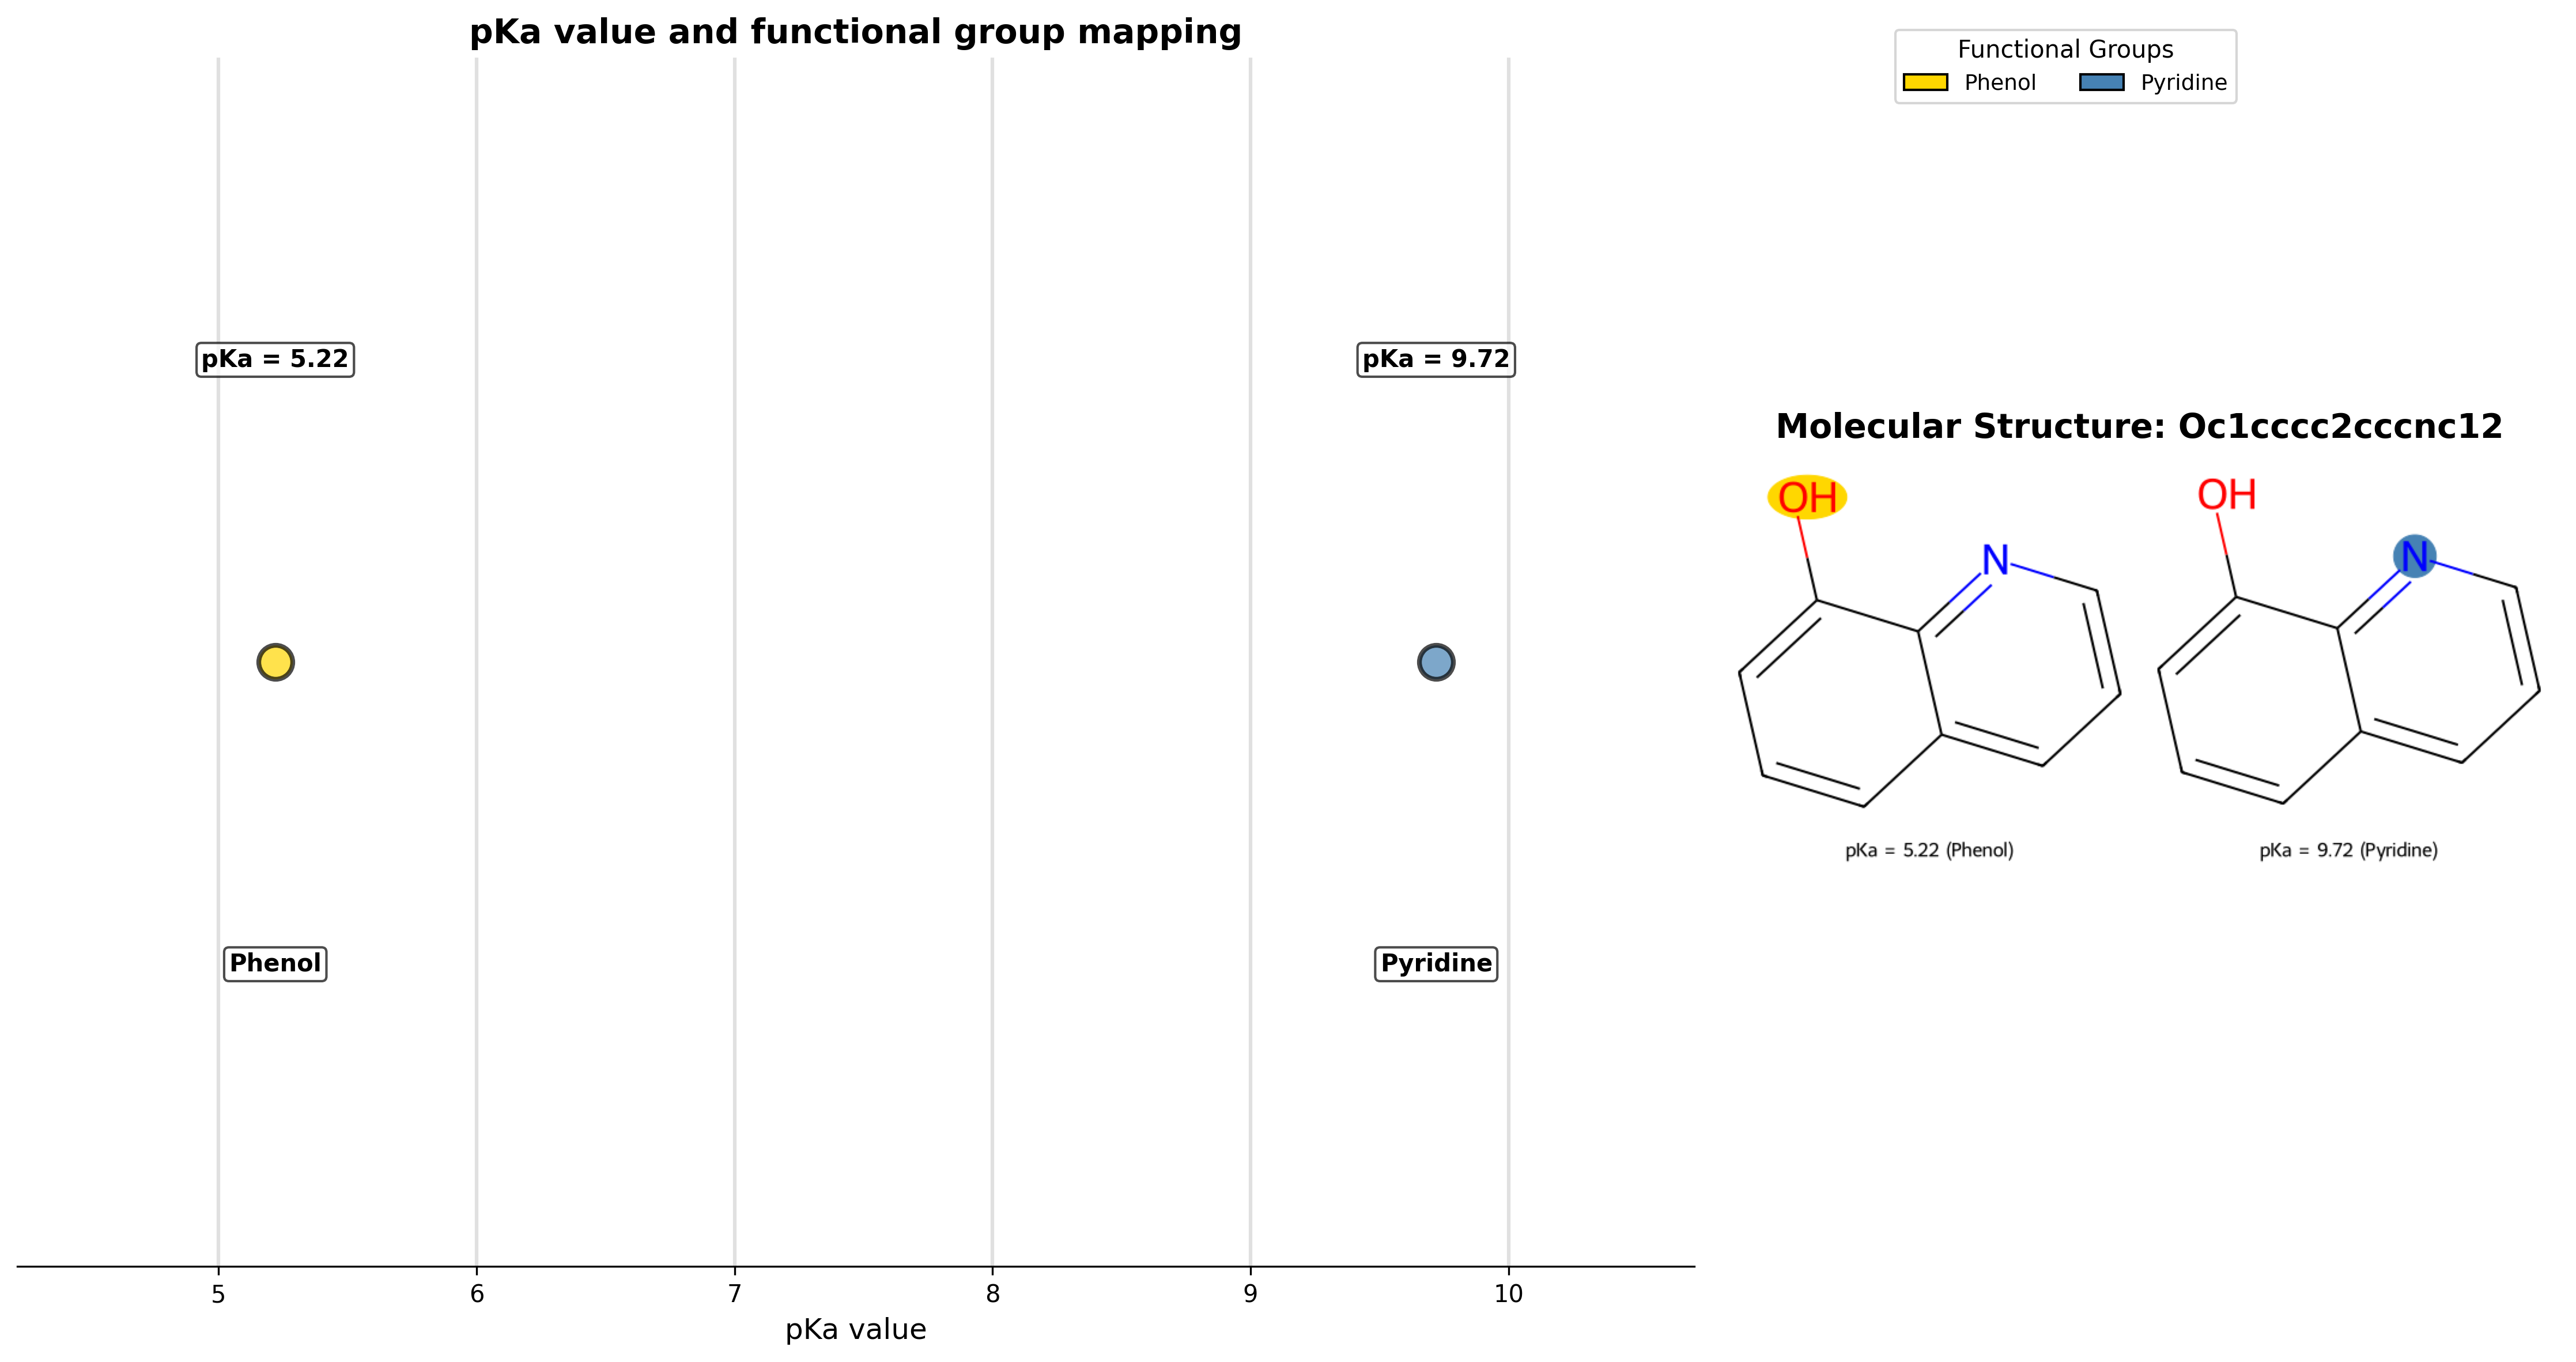 pKa value and functional group mapping
pKa = 5.22
pKa = 9.72
Phenol
Pyridine
5 6 7 8 9 10
pKa value
Functional Groups
Phenol Pyridine
Molecular Structure: Oc1cccc2cccnc12
OH
N
OH
N
pKa = 5.22 (Phenol)
pKa = 9.72 (Pyridine)